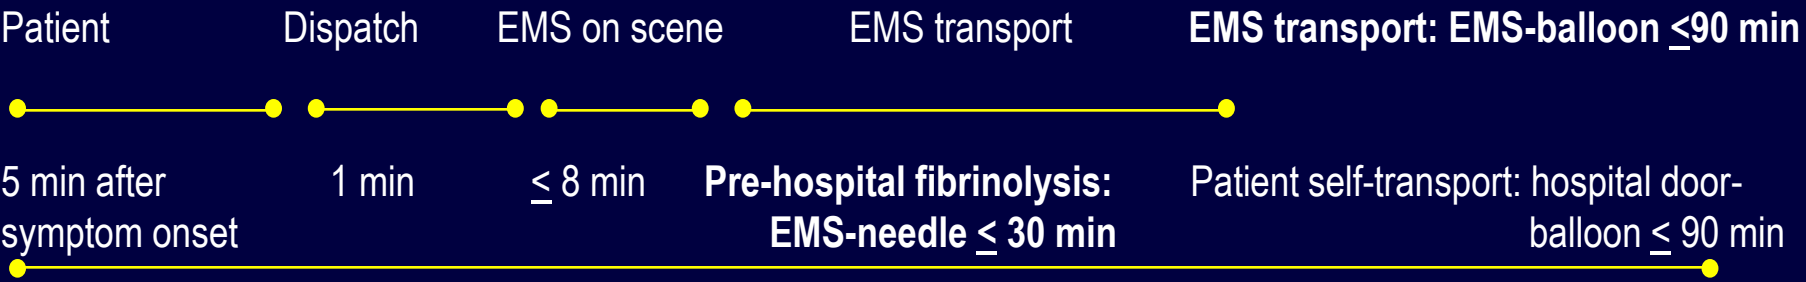 Patient Dispatch EMS on scene EMS transport EMS transport: EMS-balloon ≤90 min
5 min after 1 min ≤ 8 min Pre-hospital fibrinolysis: Patient self-transport: hospital door-
symptom onset EMS-needle ≤ 30 min balloon ≤ 90 min